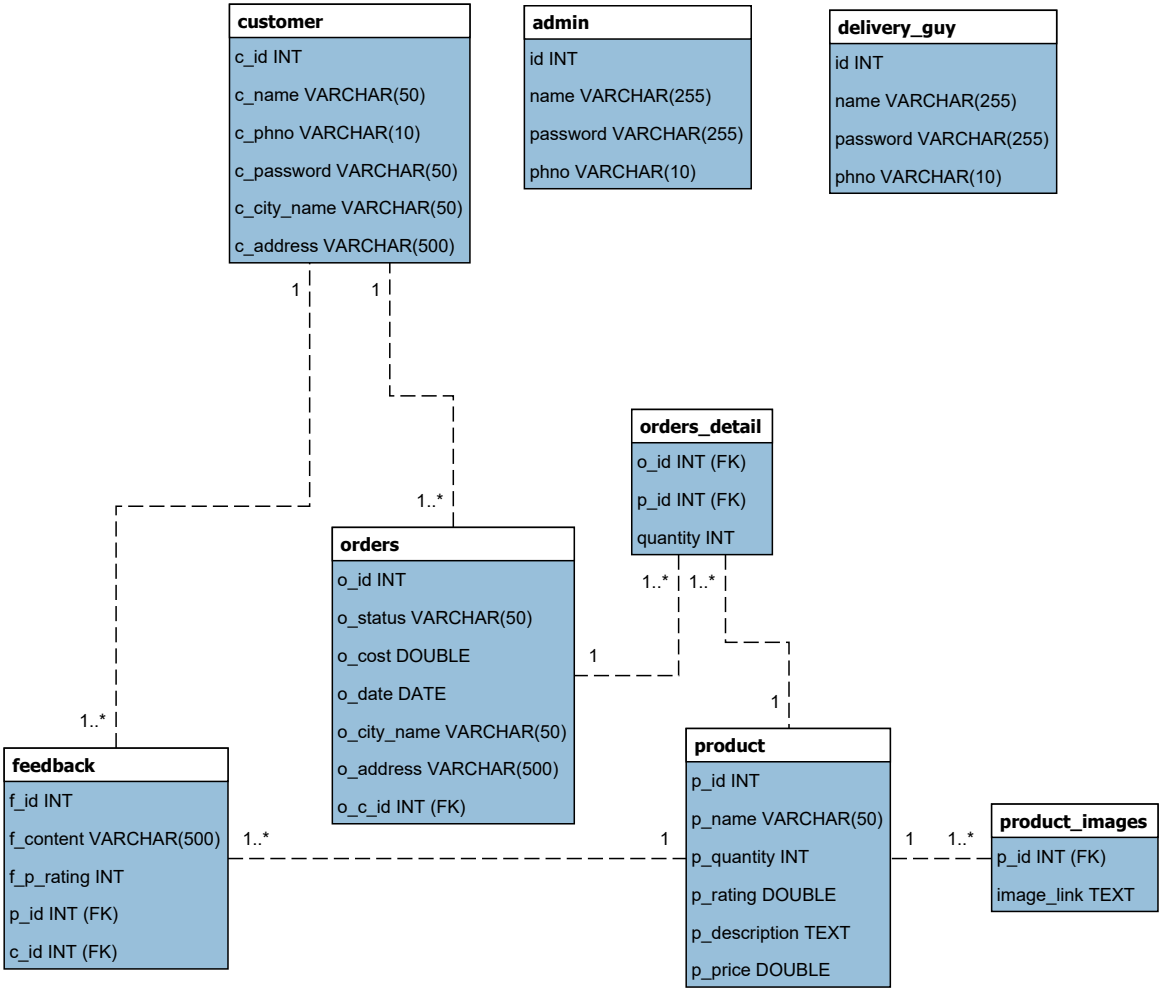 customer
c_id INT
c_name VARCHAR(50)
c_phno VARCHAR(10)
c_password VARCHAR(50)
c_city_name VARCHAR(50)
c_address VARCHAR(500)
admin
id INT
name VARCHAR(255)
password VARCHAR(255)
phno VARCHAR(10)
delivery_guy
id INT
name VARCHAR(255)
password VARCHAR(255)
phno VARCHAR(10)
1
1
orders_detail
o_id INT (FK)
p_id INT (FK)
quantity INT
1..*
1..*
1..*
orders
o_id INT
o_status VARCHAR(50)
o_cost DOUBLE
o_date DATE
o_city_name VARCHAR(50)
o_address VARCHAR(500)
o_c_id INT (FK)
1
1
1..*
feedback
f_id INT
f_content VARCHAR(500)
f_p_rating INT
p_id INT (FK)
c_id INT (FK)
1..*
1
product
p_id INT
p_name VARCHAR(50)
p_quantity INT
p_rating DOUBLE
p_description TEXT
p_price DOUBLE
1
1..*
product_images
p_id INT (FK)
image_link TEXT